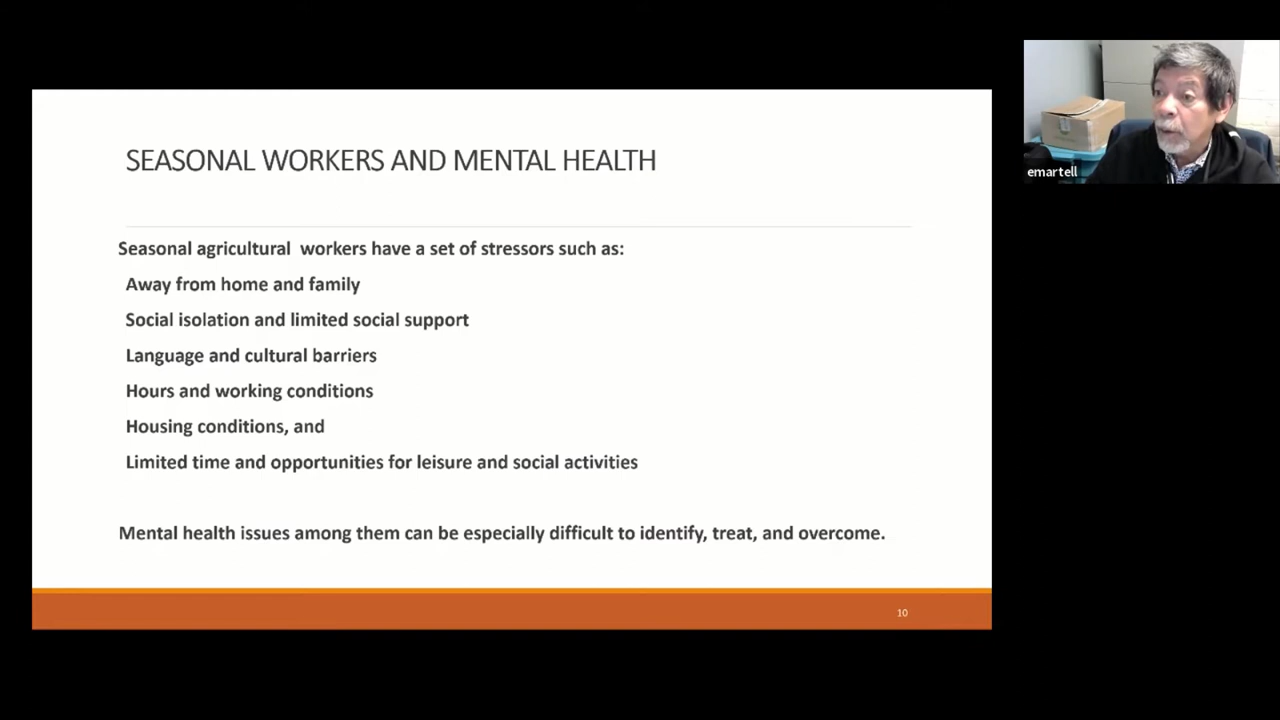 SEASONAL WORKERS AND MENTAL HEALTH
Seasonal agricultural  workers have a set of stressors such as:
Away from home and family
Social isolation and limited social support
Language and cultural barriers
Hours and working conditions
Housing conditions, and
Limited time and opportunities for leisure and social activities
Mental health issues among them can be especially difficult to identify, treat, and overcome.
10
emartell